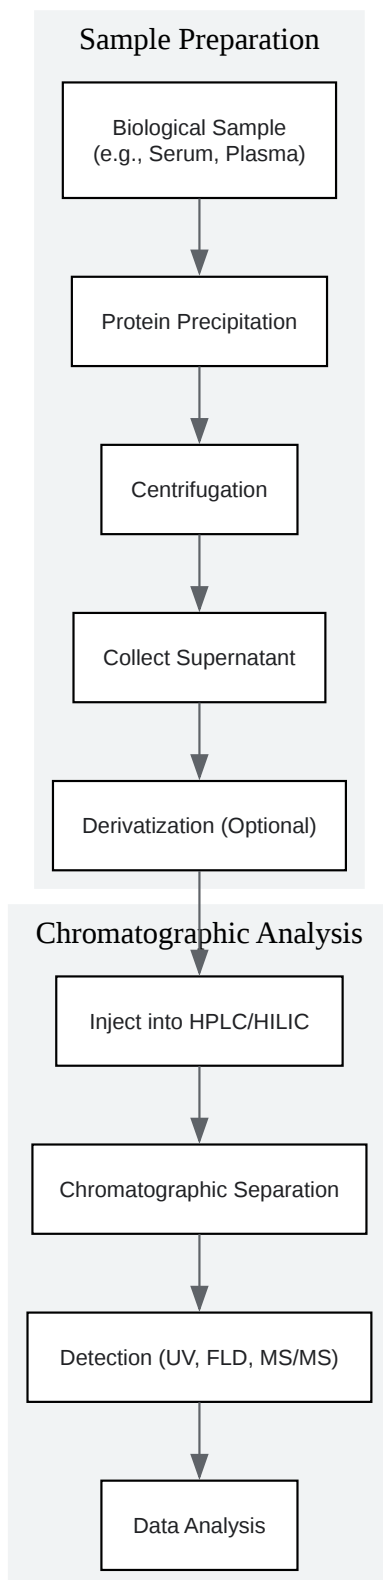 Sample Preparation
Biological Sample
(e.g., Serum, Plasma)
Protein Precipitation
Centrifugation
Collect Supernatant
Derivatization (Optional)
Chromatographic Analysis
Inject into HPLC/HILIC
Chromatographic Separation
Detection (UV, FLD, MS/MS)
Data Analysis